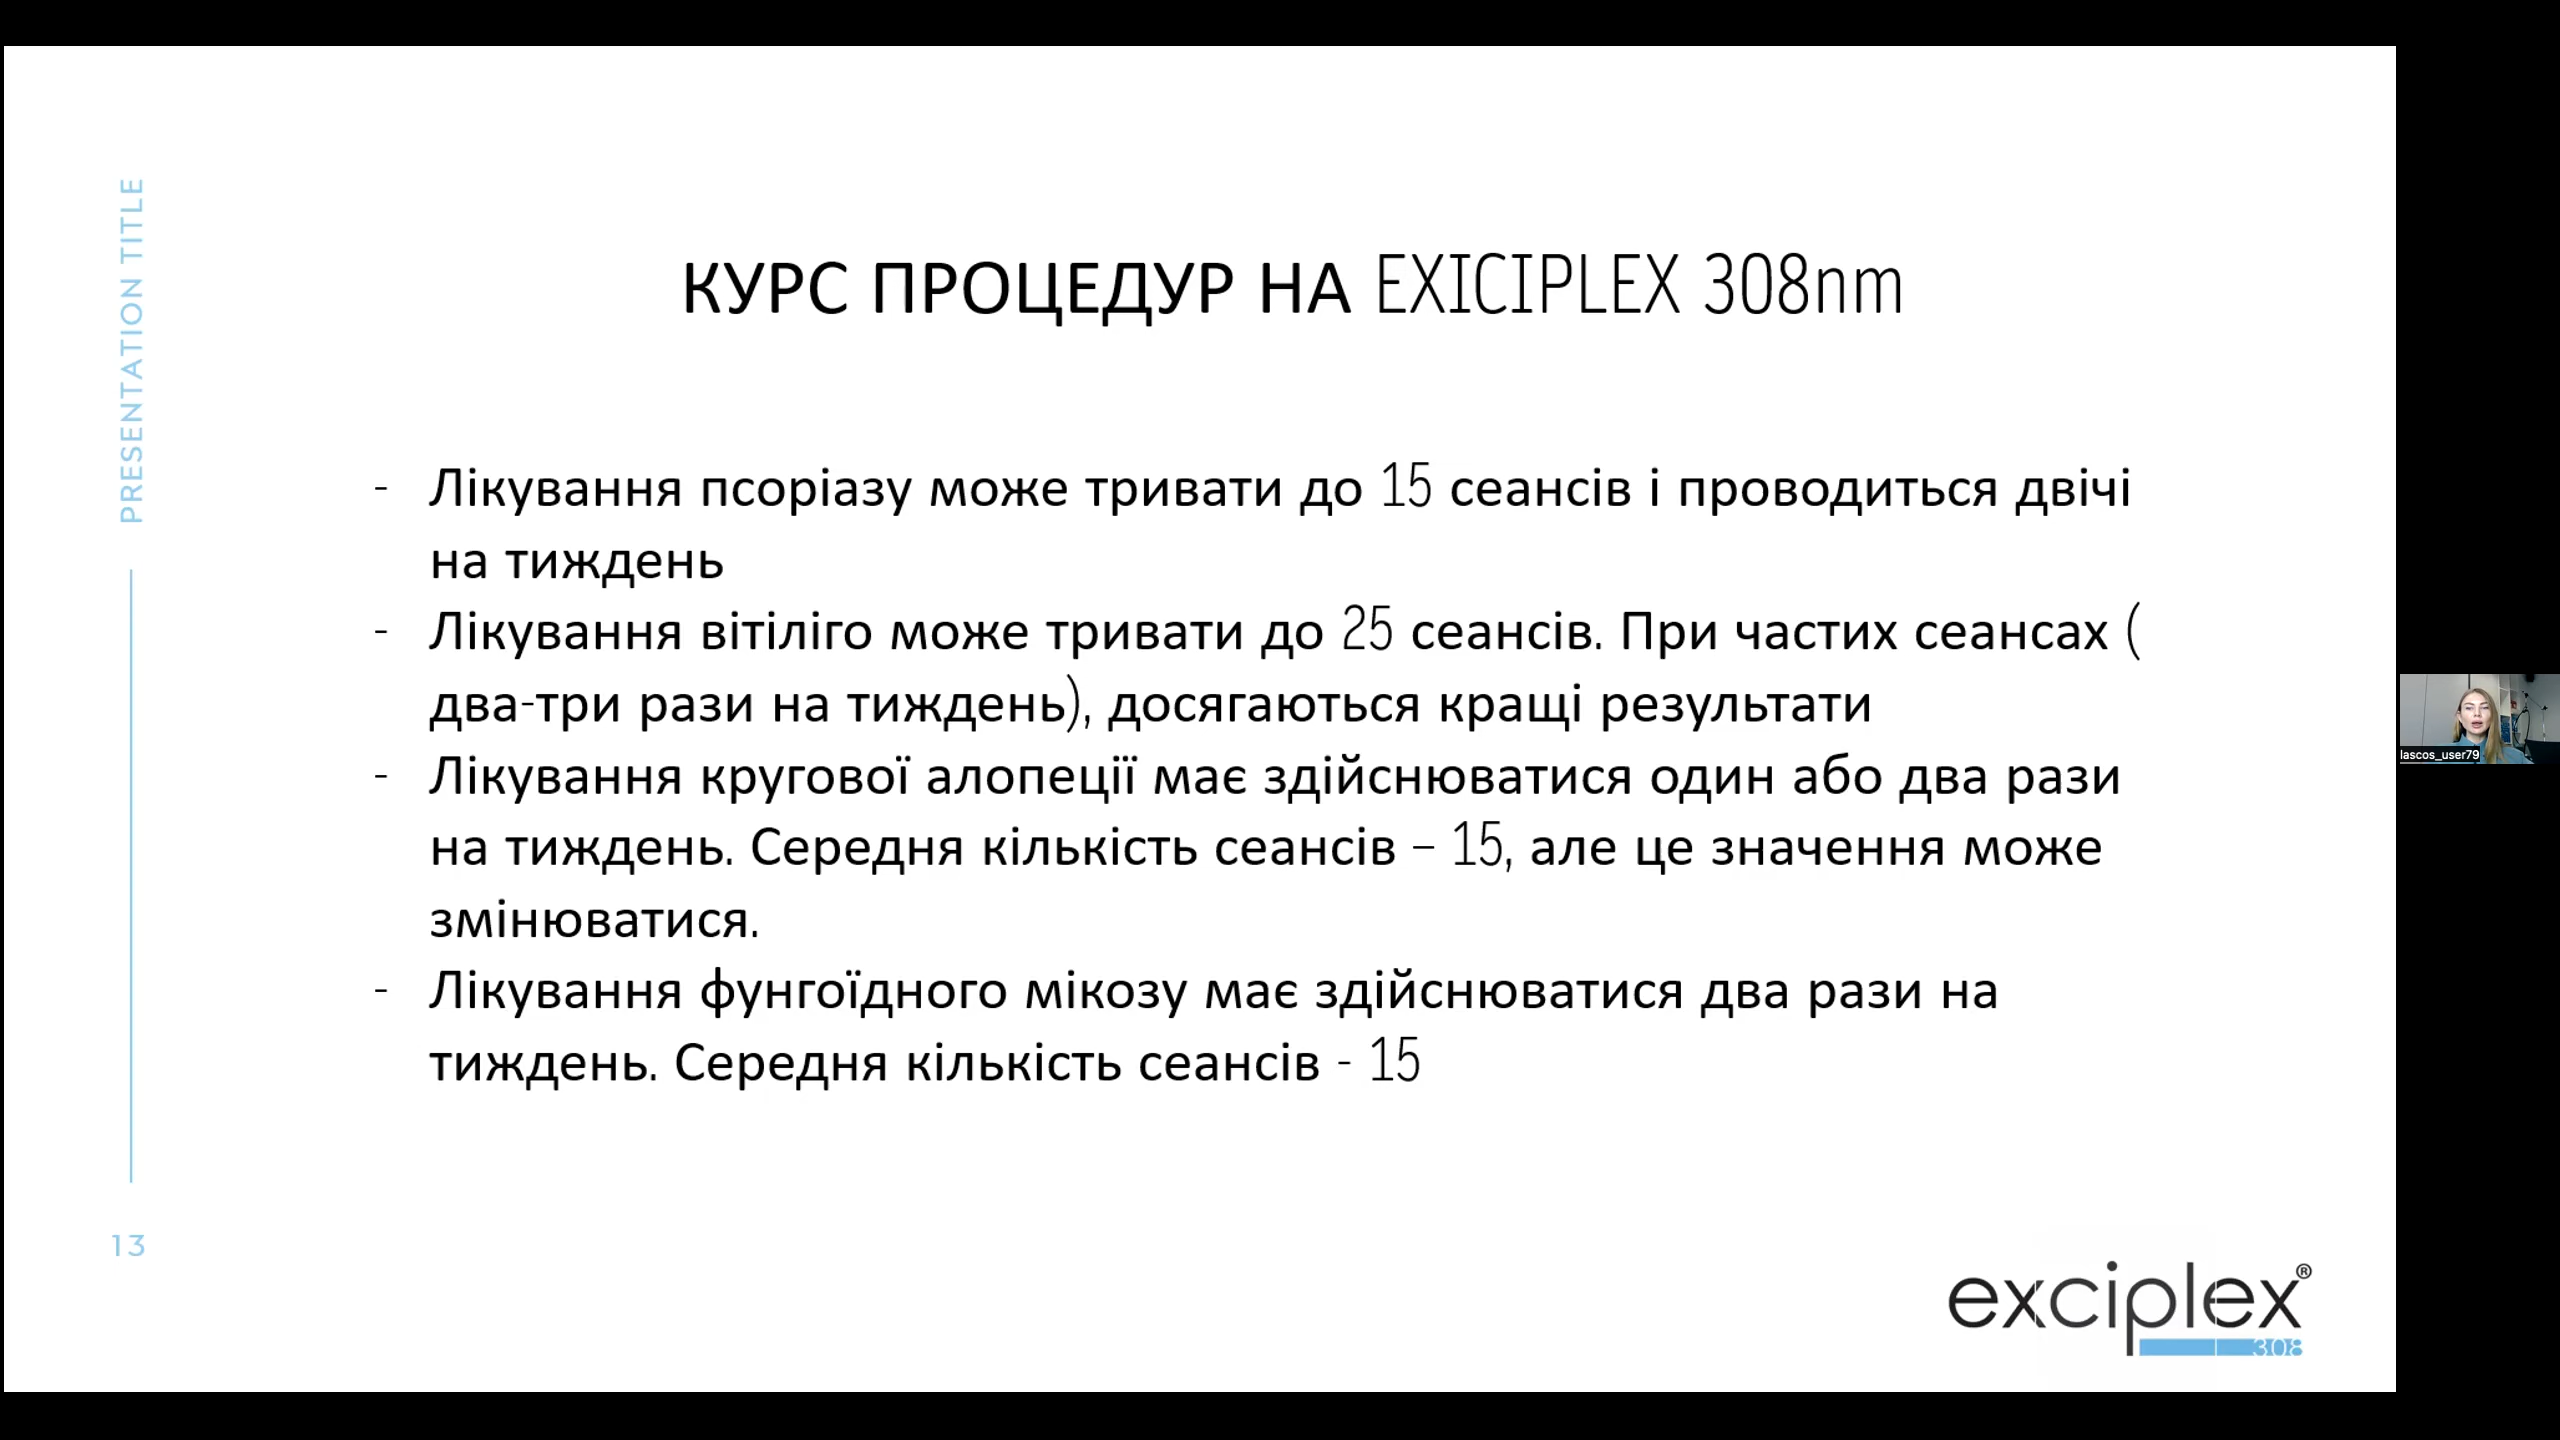 PRESENTATION TITLE
КУРС ПРОЦЕДУР НА EXICIPLEX 308nm
- Лікування псоріазу може тривати до 15 сеансів і проводиться двічі
на тиждень
- Лікування вітіліго може тривати до 25 сеансів. При частих сеансах (
два-три рази на тиждень), досягаються кращі результати
- Лікування кругової алопеції має здійснюватися один або два рази
на тиждень. Середня кількість сеансів – 15, але це значення може
змінюватися.
- Лікування фунгоїдного мікозу має здійснюватися два рази на
тиждень. Середня кількість сеансів - 15
13
exciplex®
308
lascos_user79